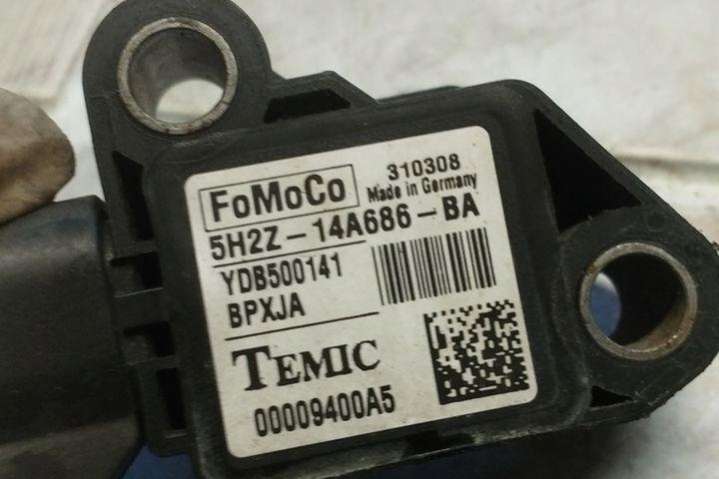 FoMoCo
310308
Made in Germany
5H2Z-14A686-BA
YDB500141
BPXJA
TEMIC
00009400A5